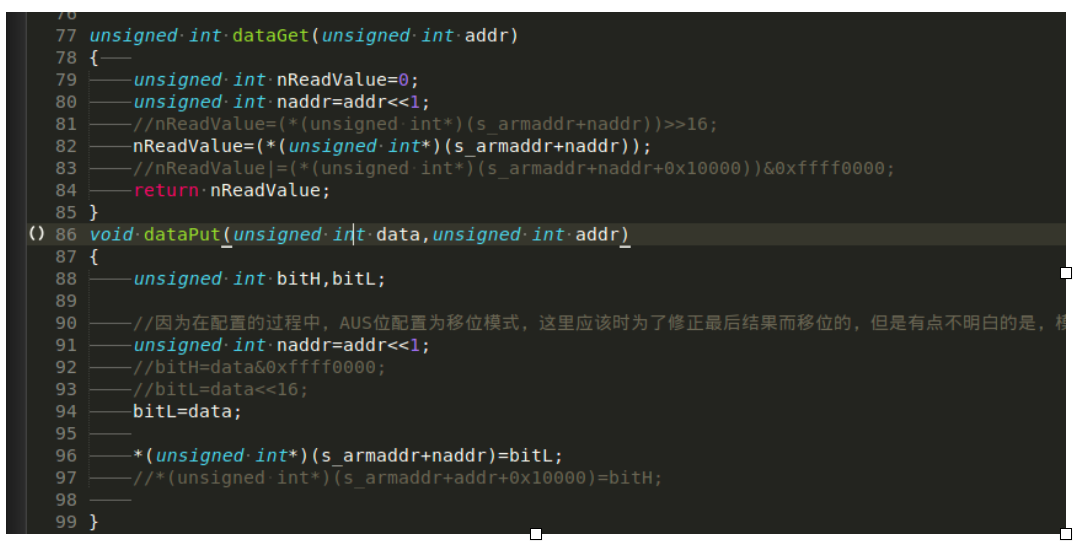 76
77 unsigned int dataGet(unsigned int addr)
78 {
79 unsigned int nReadValue=0;
80 unsigned int naddr=addr<<1;
81 //nReadValue=(*(unsigned int*)(s_armaddr+naddr))>>16;
82 nReadValue=(*(unsigned int*)(s_armaddr+naddr));
83 //nReadValue|=(*(unsigned int*)(s_armaddr+naddr+0x10000))&0xffff0000;
84 return nReadValue;
85 }
() 86 void dataPut(unsigned int data,unsigned int addr)
87 {
88 unsigned int bitH,bitL;
89
90 //因为在配置的过程中，AUS位配置为移位模式，这里应该时为了修正最后结果而移位的，但是有点不明白的是，
91 unsigned int naddr=addr<<1;
92 //bitH=data&0xffff0000;
93 //bitL=data<<16;
94 bitL=data;
95
96 *(unsigned int*)(s_armaddr+naddr)=bitL;
97 //*(unsigned int*)(s_armaddr+addr+0x10000)=bitH;
98
99 }